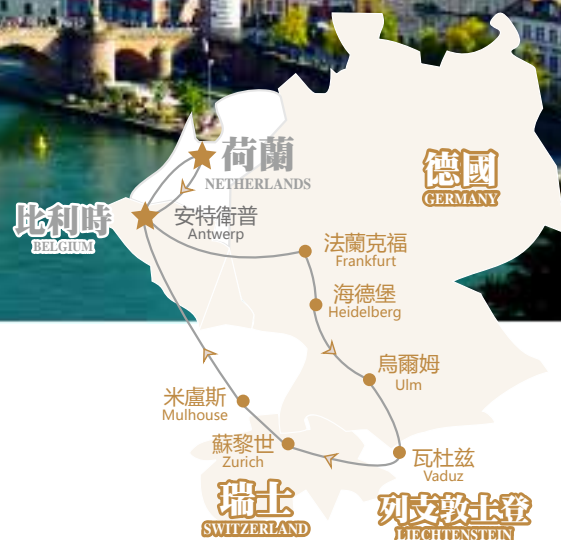 荷蘭
NETHERLANDS
德國
GERMANY
比利時
BELGIUM
安特衛普
Antwerp
法蘭克福
Frankfurt
海德堡
Heidelberg
烏爾姆
Ulm
米盧斯
Mulhouse
蘇黎世
Zurich
瓦杜茲
Vaduz
瑞士
SWITZERLAND
列支敦士登
LIECHTENSTEIN